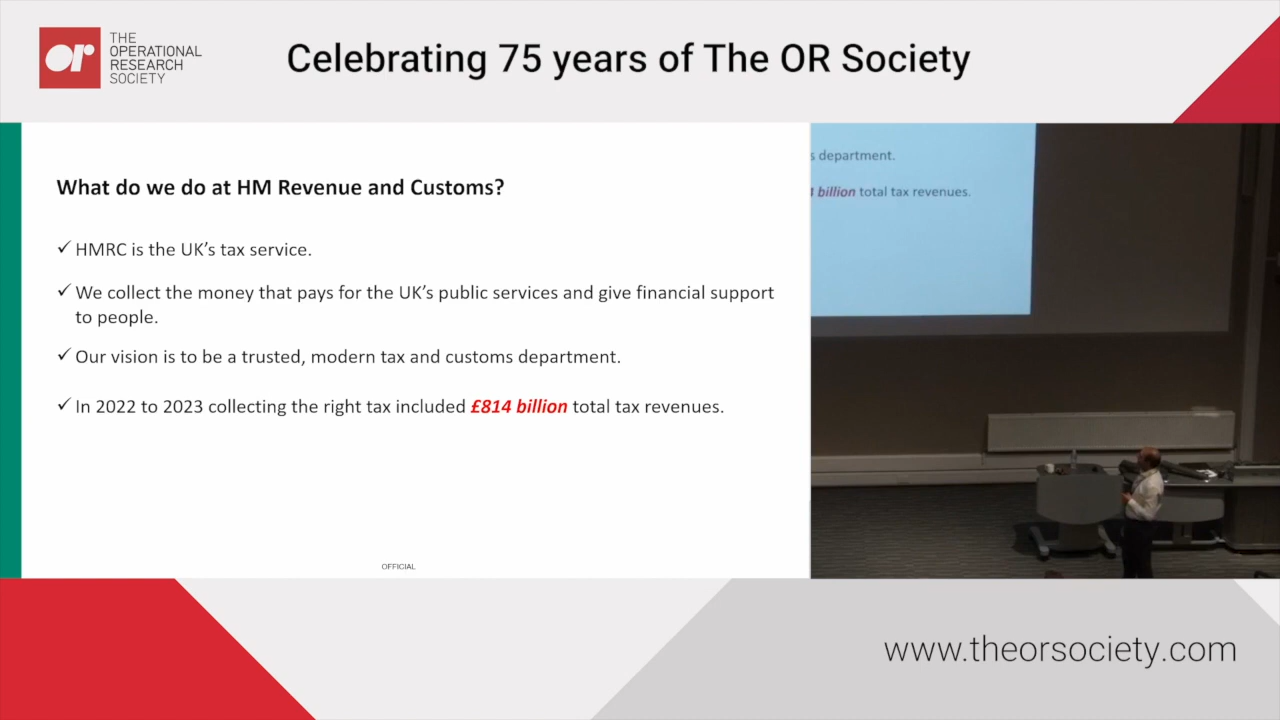 or
THE
OPERATIONAL
RESEARCH
SOCIETY
Celebrating 75 years of The OR Society
What do we do at HM Revenue and Customs?
✓ HMRC is the UK's tax service.
✓ We collect the money that pays for the UK's public services and give financial support
to people.
✓ Our vision is to be a trusted, modern tax and customs department.
✓ In 2022 to 2023 collecting the right tax included £814 billion total tax revenues.
OFFICIAL
s department.
billion total tax revenues.
www.theorsociety.com